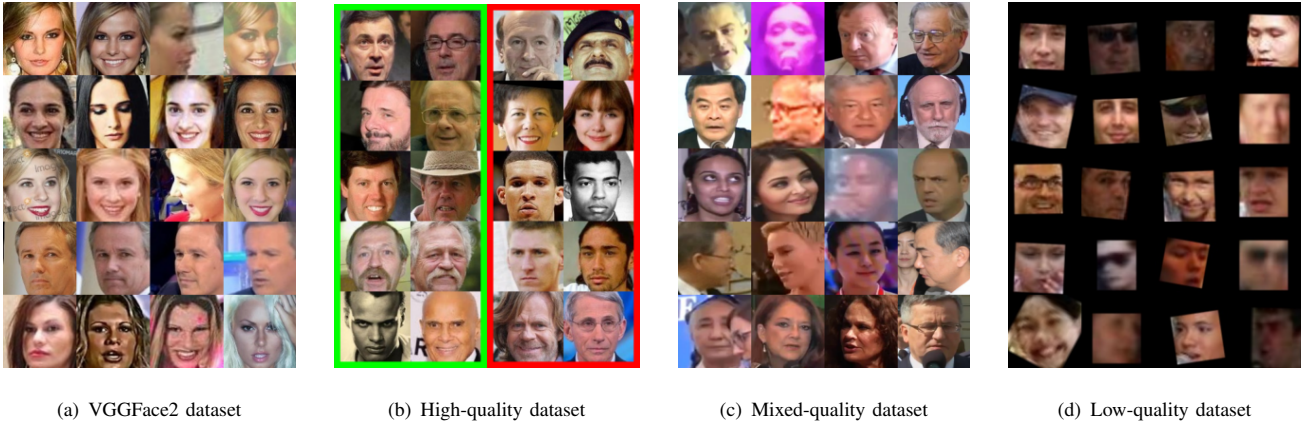 (a) VGGFace2 dataset
(b) High-quality dataset
(c) Mixed-quality dataset
(d) Low-quality dataset